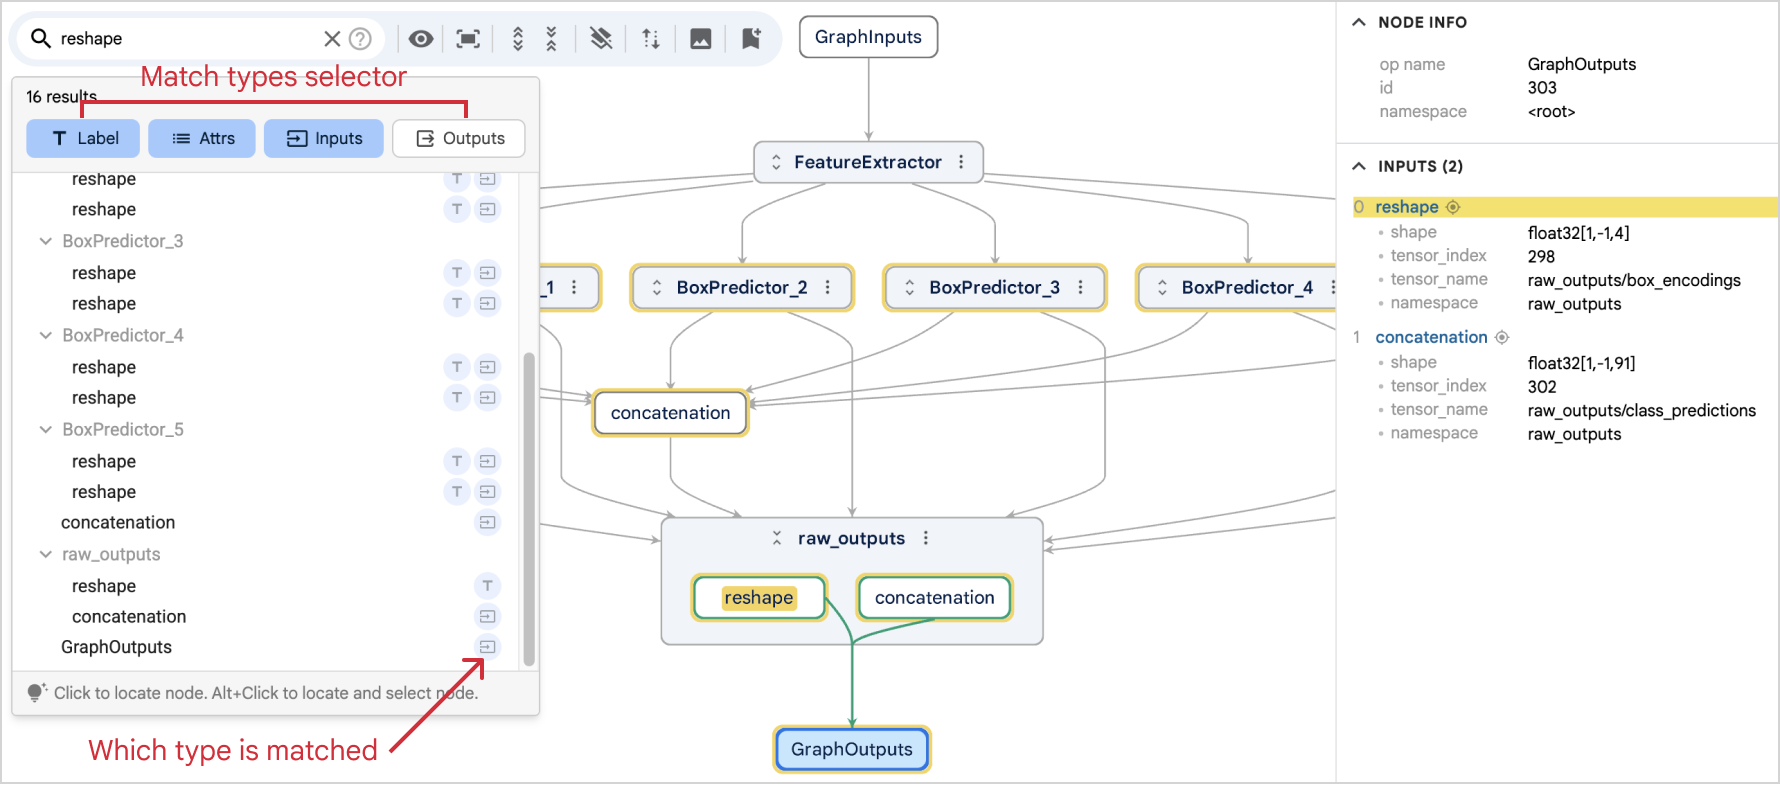 reshape
Match types selector
16 results
Label
Attrs
Inputs
Outputs
reshape
reshape
BoxPredictor_3
reshape
reshape
BoxPredictor_4
reshape
reshape
BoxPredictor_5
reshape
reshape
concatenation
raw_outputs
reshape
concatenation
GraphOutputs
Click to locate node. Alt+Click to locate and select node.
Which type is matched
GraphInputs
FeatureExtractor
_1
BoxPredictor_2
BoxPredictor_3
BoxPredictor_4
concatenation
raw_outputs
reshape
concatenation
GraphOutputs
NODE INFO
op name GraphOutputs
id 303
namespace <root>
INPUTS (2)
0 reshape
shape float32[1,-1,4]
tensor_index 298
tensor_name raw_outputs/box_encodings
namespace raw_outputs
1 concatenation
shape float32[1,-1,91]
tensor_index 302
tensor_name raw_outputs/class_predictions
namespace raw_outputs